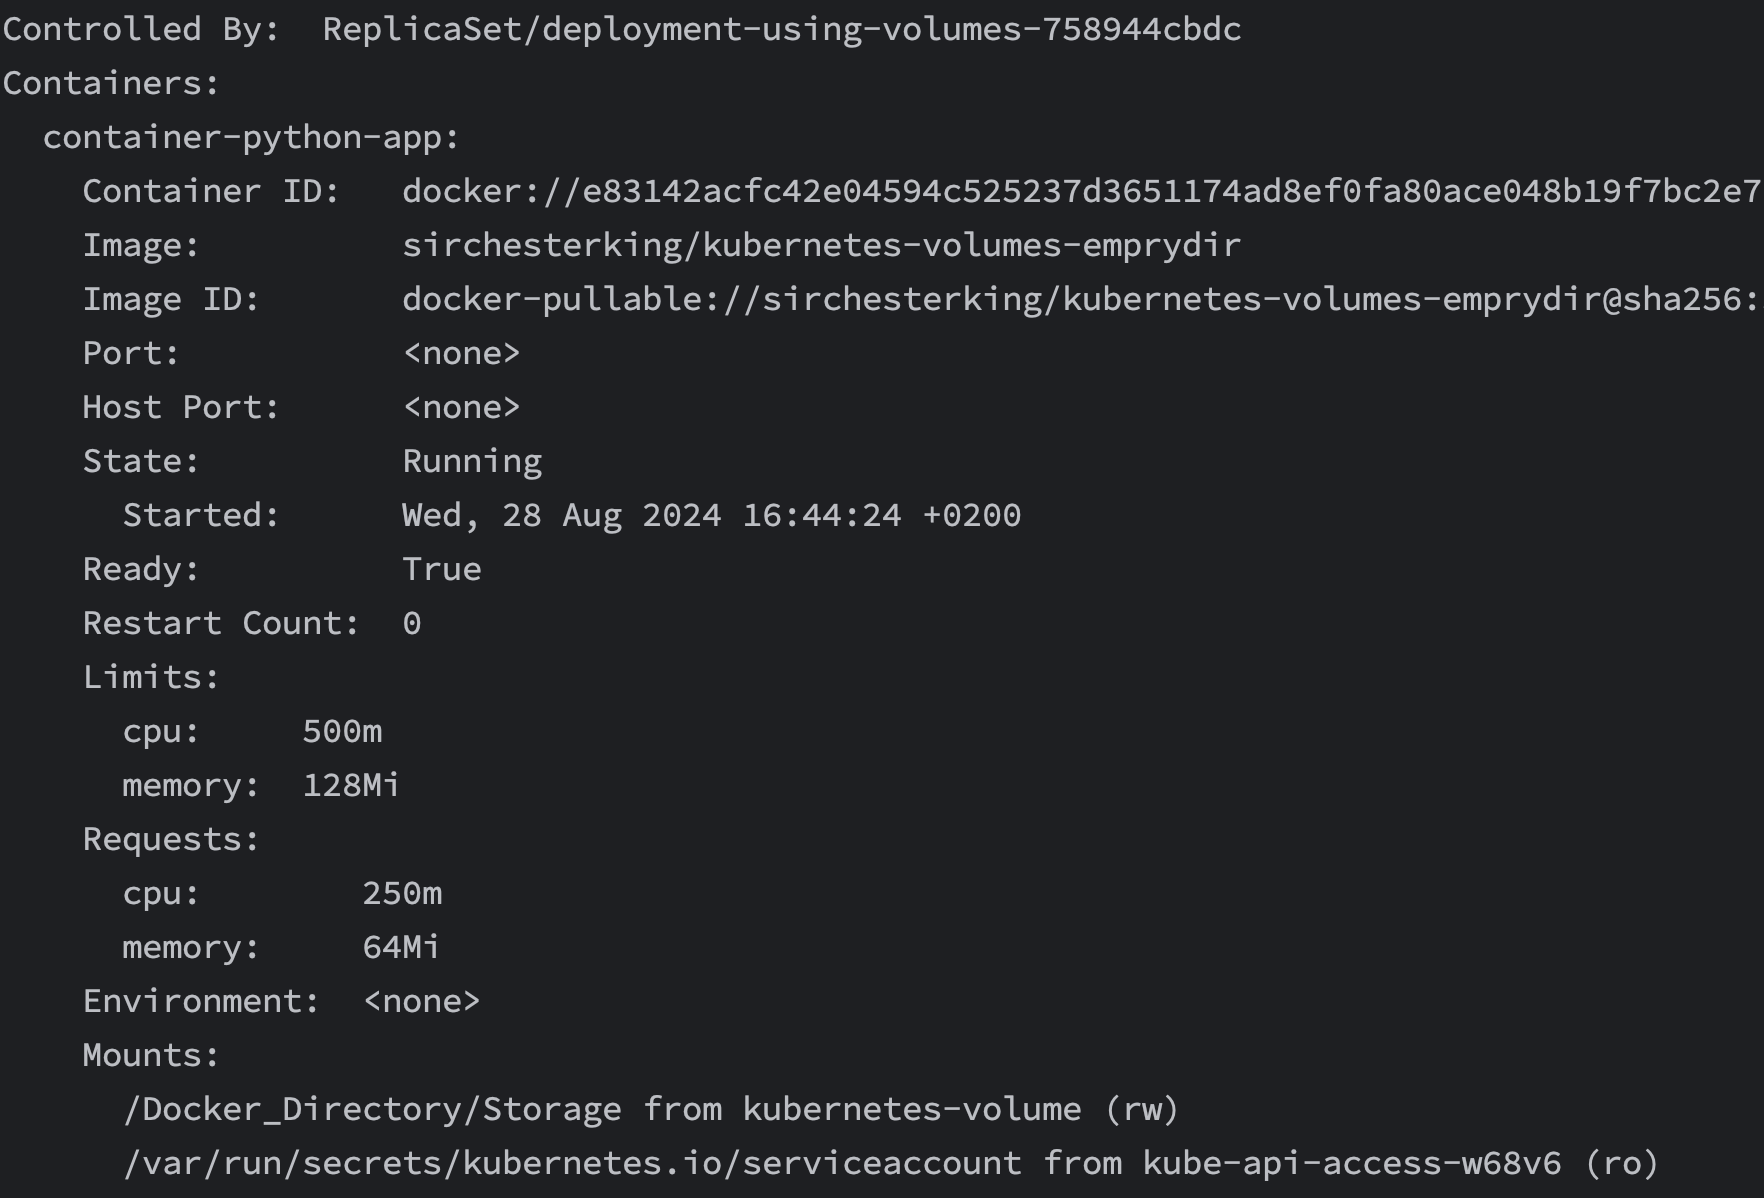 Controlled By:  ReplicaSet/deployment-using-volumes-758944cbdc
Containers:
  container-python-app:
    Container ID:   docker://e83142acfc42e04594c525237d3651174ad8ef0fa80ace048b19f7bc2e7
    Image:          sirchesterking/kubernetes-volumes-emprydir
    Image ID:       docker-pullable://sirchesterking/kubernetes-volumes-emprydir@sha256:
    Port:           <none>
    Host Port:      <none>
    State:          Running
      Started:      Wed, 28 Aug 2024 16:44:24 +0200
    Ready:          True
    Restart Count:  0
    Limits:
      cpu:     500m
      memory:  128Mi
    Requests:
      cpu:        250m
      memory:     64Mi
    Environment:  <none>
    Mounts:
      /Docker_Directory/Storage from kubernetes-volume (rw)
      /var/run/secrets/kubernetes.io/serviceaccount from kube-api-access-w68v6 (ro)